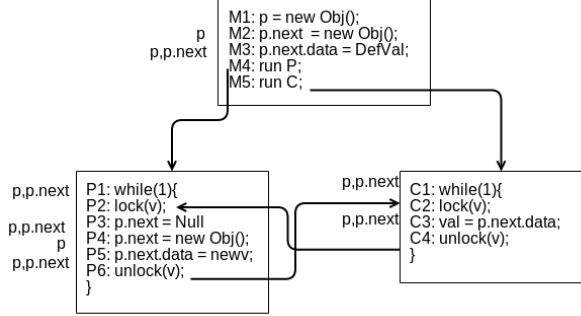 M1: p = new Obj();
p M2: p.next = new Obj();
p,p.next M3: p.next.data = DefVal;
M4: run P;
M5: run C;
p,p.next P1: while(1){
P2: lock(v);
p,p.next P3: p.next = Null
p P4: p.next = new Obj();
p,p.next P5: p.next.data = newv;
P6: unlock(v);
}
p,p.next C1: while(1){
C2: lock(v);
p,p.next C3: val = p.next.data;
C4: unlock(v);
}